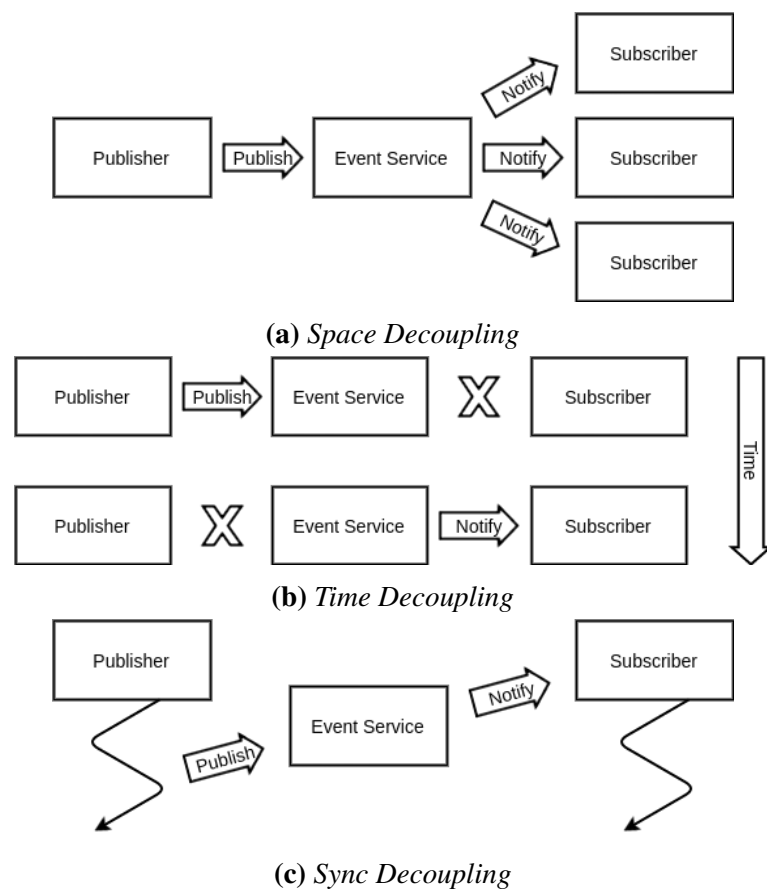 Subscriber
Notify
Publisher
Publish
Event Service
Notify
Subscriber
Notify
Subscriber
(a) Space Decoupling
Publisher
Publish
Event Service
X
Subscriber
Time
Publisher
X
Event Service
Notify
Subscriber
(b) Time Decoupling
Publisher
Subscriber
Notify
Event Service
Publish
(c) Sync Decoupling